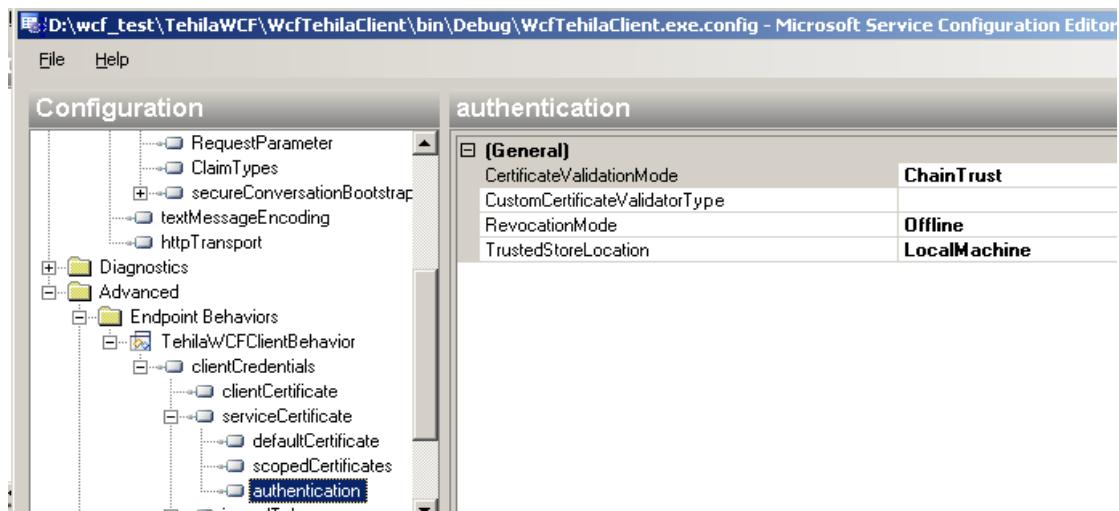 D:\wcf_test\TehilaWCF\WcfTehilaClient\bin\Debug\WcfTehilaClient.exe.config - Microsoft Service Configuration Editor
File Help
Configuration
RequestParameter
ClaimTypes
secureConversationBootstrap
textMessageEncoding
httpTransport
Diagnostics
Advanced
Endpoint Behaviors
TehilaWCFClientBehavior
clientCredentials
clientCertificate
serviceCertificate
defaultCertificate
scopedCertificates
authentication
authentication
(General)
CertificateValidationMode ChainTrust
CustomCertificateValidatorType
RevocationMode Offline
TrustedStoreLocation LocalMachine